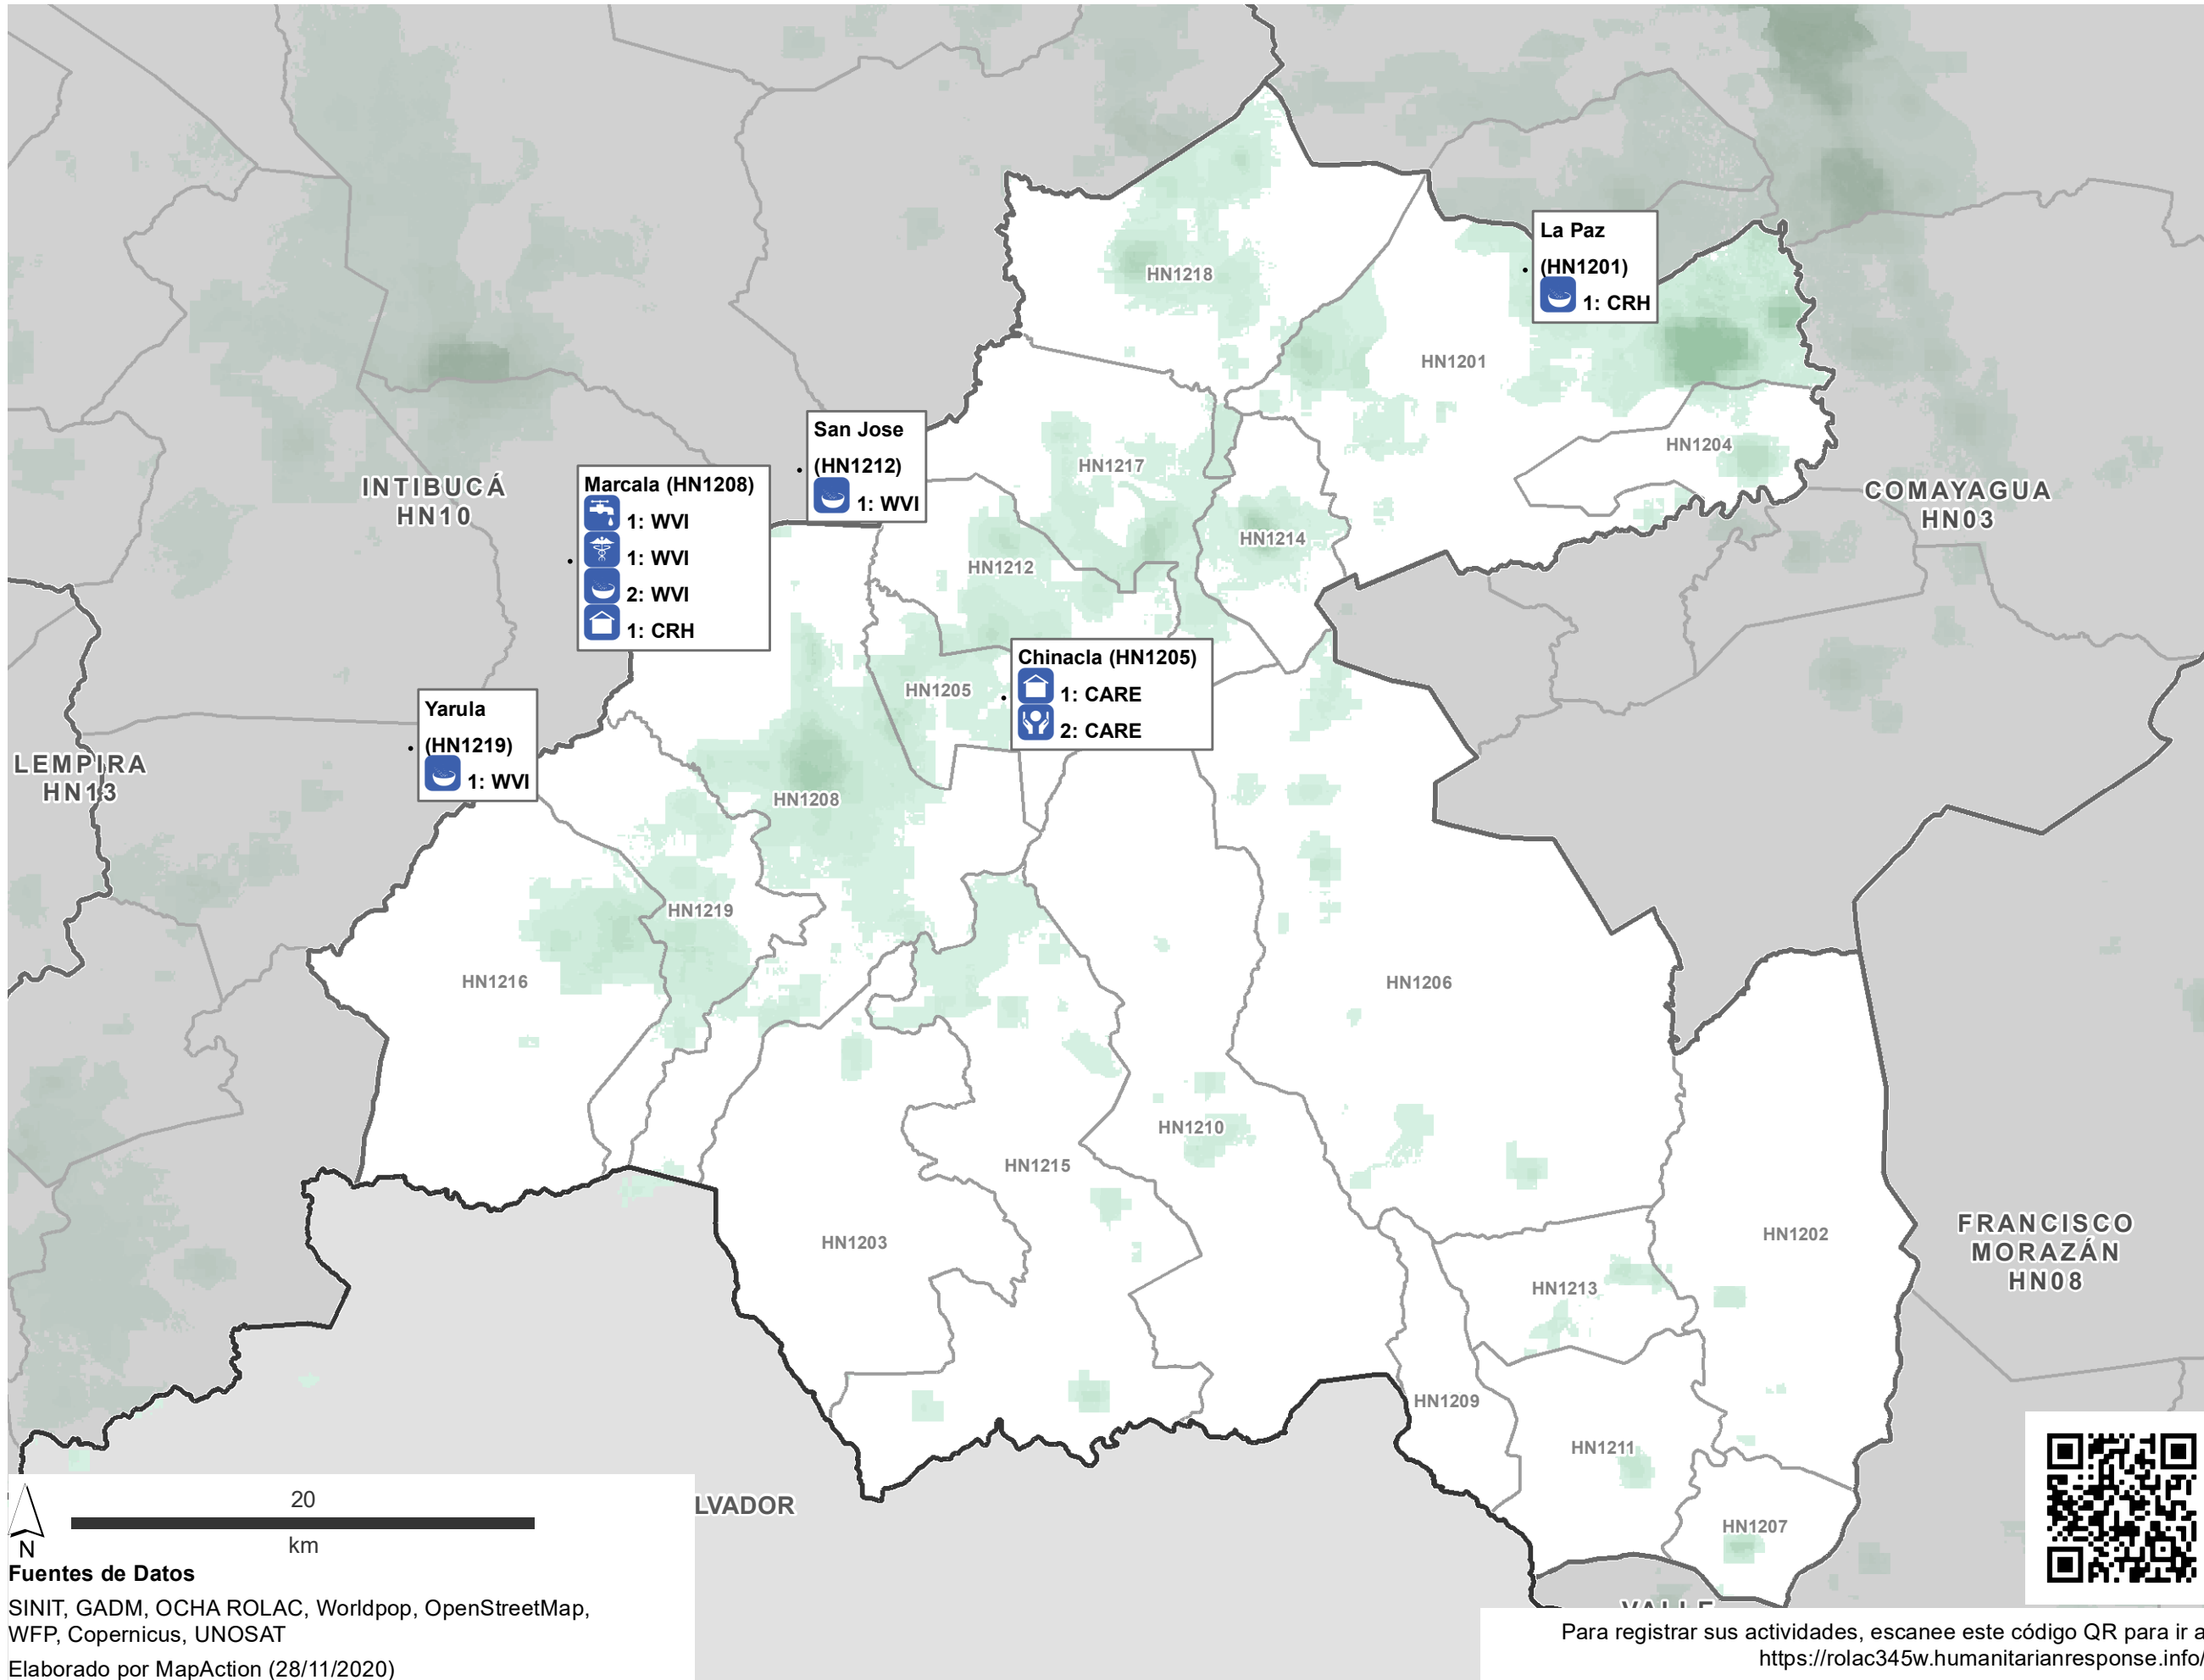 La Paz
(HN1201)
1: CRH
HN1218
HN1201
San Jose
(HN1212)
1: WVI
HN1204
HN1217
INTIBUCÁ
HN10
Marcala (HN1208)
1: WVI
1: WVI
2: WVI
1: CRH
COMAYAGUA
HN03
HN1214
HN1212
Chinacla (HN1205)
1: CARE
2: CARE
HN1205
Yarula
(HN1219)
1: WVI
LEMPIRA
HN13
HN1208
HN1219
HN1216
HN1206
HN1210
HN1215
HN1203
HN1202
FRANCISCO
MORAZÁN
HN08
HN1213
HN1209
HN1211
HN1207
LVADOR
VALLE
20
km
N
Fuentes de Datos
SINIT, GADM, OCHA ROLAC, Worldpop, OpenStreetMap,
WFP, Copernicus, UNOSAT
Elaborado por MapAction (28/11/2020)
Para registrar sus actividades, escanee este código QR para ir a
https://rolac345w.humanitarianresponse.info/